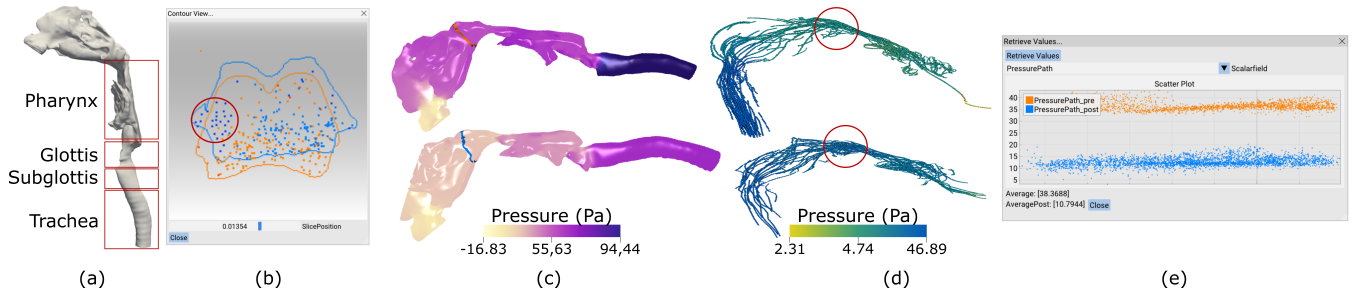 Pharynx
Glottis
Subglottis
Trachea
(a)
Contour View...
0.01354
SlicePosition
Close
(b)
Pressure (Pa)
-16.83 55,63 94,44
(c)
Pressure (Pa)
2.31 4.74 46.89
(d)
Retrieve Values...
Retrieve Values
PressurePath
Scalarfield
Scatter Plot
40
35
30
25
20
15
10
5
PressurePath_pre
PressurePath_post
Average: [38.3688]
AveragePost: [10.7944] Close
(e)